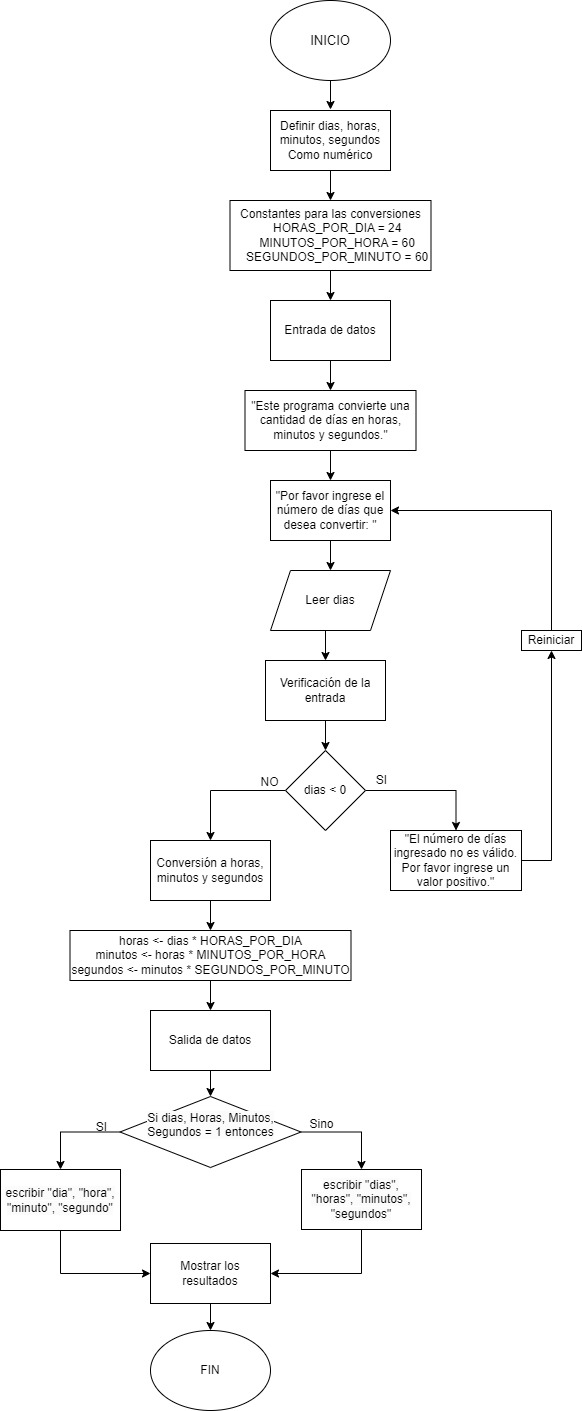 INICIO
Definir dias, horas,
minutos, segundos
Como numérico
Constantes para las conversiones
HORAS_POR_DIA = 24
MINUTOS_POR_HORA = 60
SEGUNDOS_POR_MINUTO = 60
Entrada de datos
"Este programa convierte una
cantidad de días en horas,
minutos y segundos."
"Por favor ingrese el
número de días que
desea convertir: "
Leer dias
Reiniciar
Verificación de la
entrada
dias < 0
NO
SI
"El número de días
ingresado no es válido.
Por favor ingrese un
valor positivo."
Conversión a horas,
minutos y segundos
horas <- dias * HORAS_POR_DIA
minutos <- horas * MINUTOS_POR_HORA
segundos <- minutos * SEGUNDOS_POR_MINUTO
Salida de datos
Si dias, Horas, Minutos,
Segundos = 1 entonces
SI
Sino
escribir "dia", "hora",
"minuto", "segundo"
escribir "dias",
"horas", "minutos",
"segundos"
Mostrar los
resultados
FIN